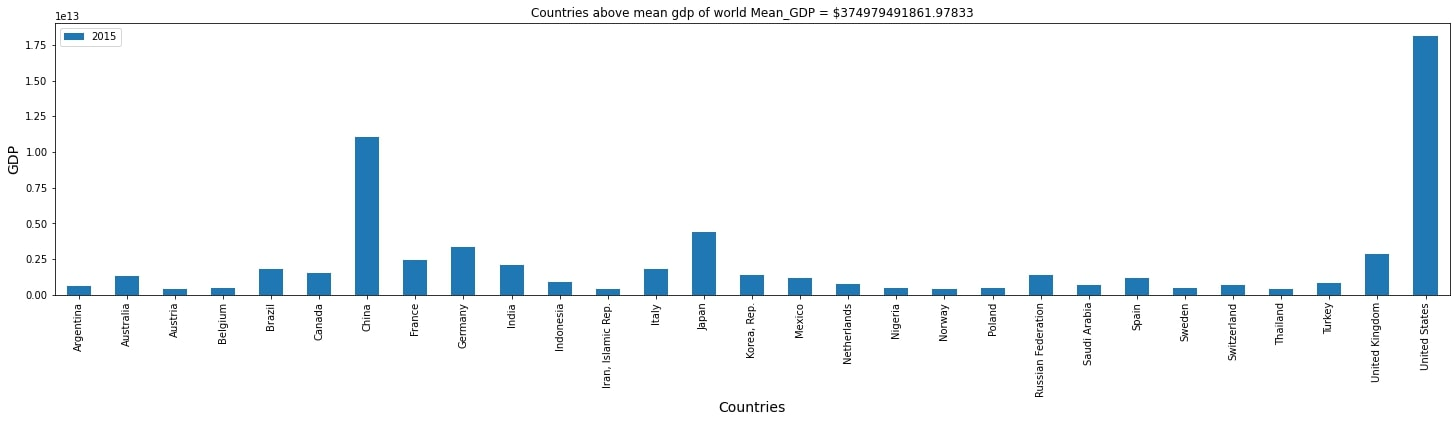 Countries above mean gdp of world Mean_GDP = $374979491861.97833
1e13
2015
1.75
1.50
1.25
1.00
0.75
0.50
0.25
0.00
GDP
Argentina
Australia
Austria
Belgium
Brazil
Canada
China
France
Germany
India
Indonesia
Iran, Islamic Rep.
Italy
Japan
Korea, Rep.
Mexico
Netherlands
Nigeria
Norway
Poland
Russian Federation
Saudi Arabia
Spain
Sweden
Switzerland
Thailand
Turkey
United Kingdom
United States
Countries